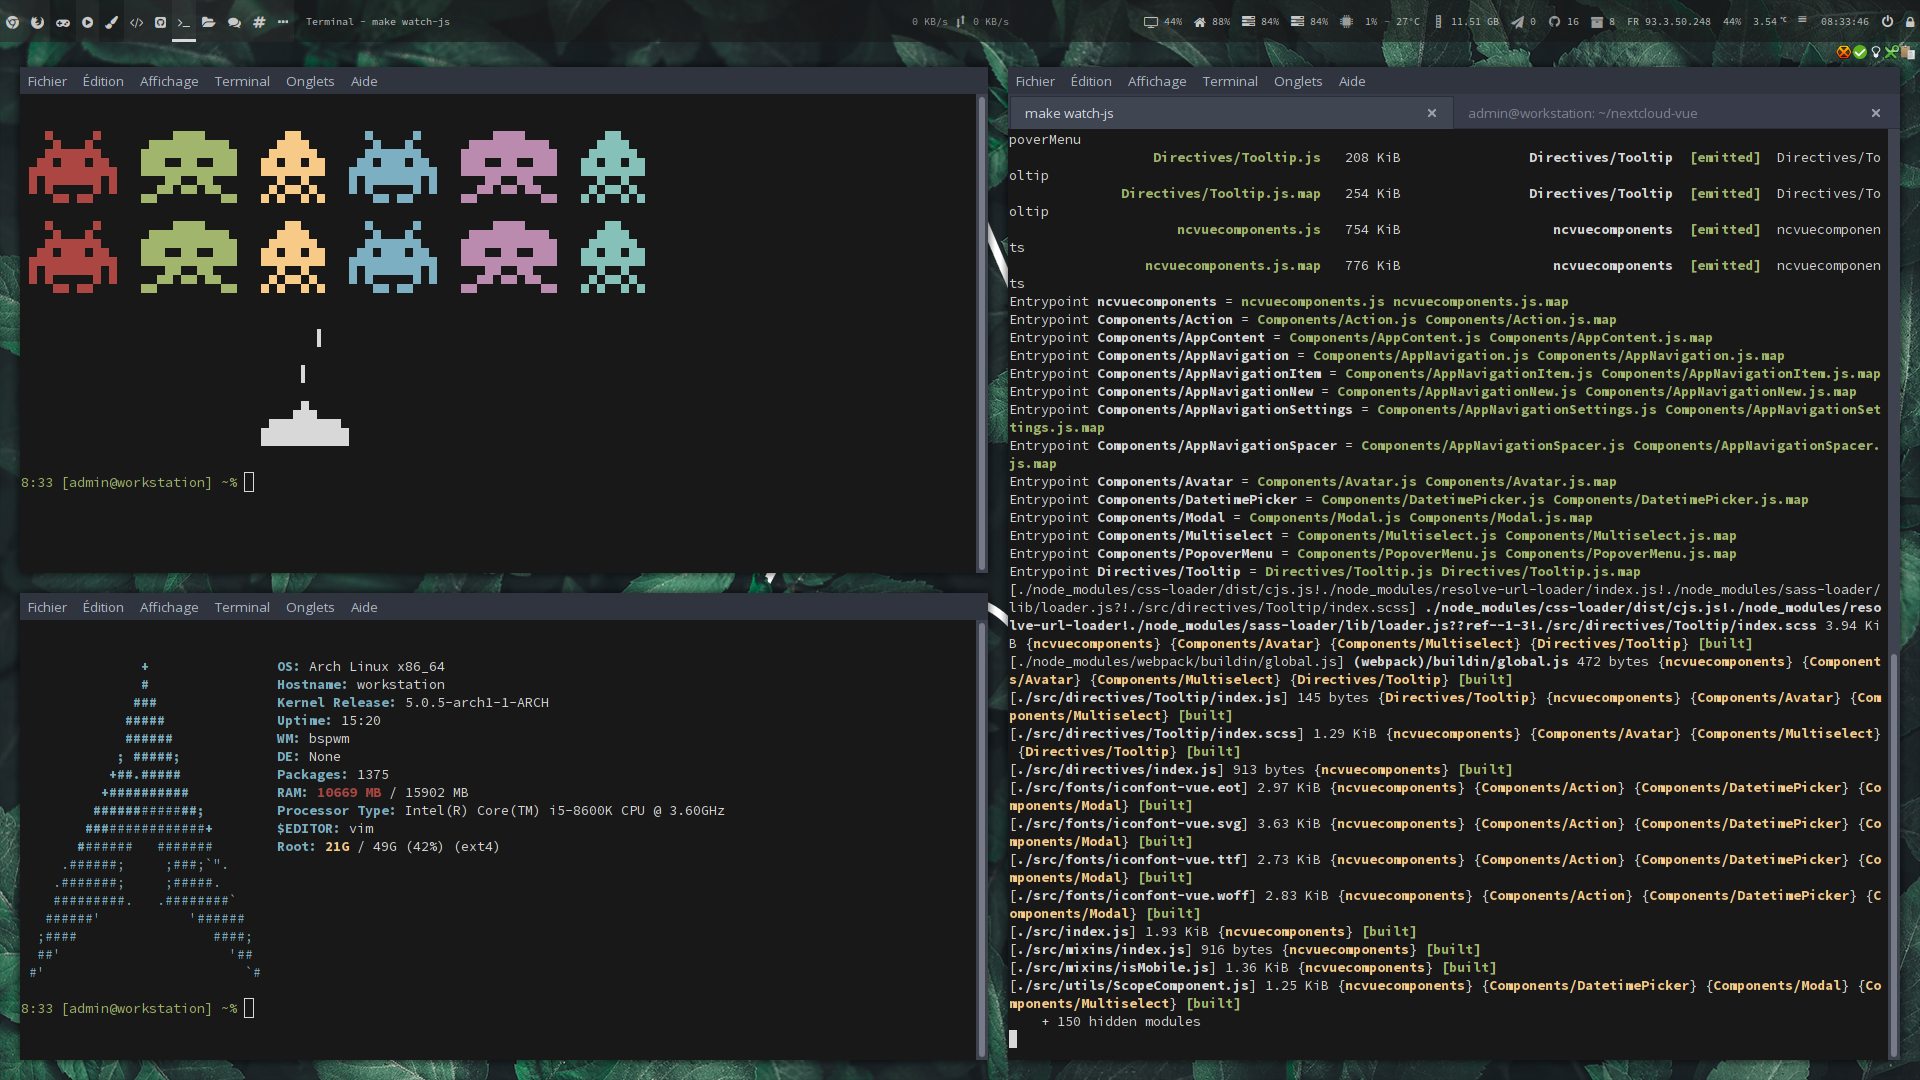 Terminal - make watch-js
0 KB/s 0 KB/s
44% 88% 84% 84% 1% ~ 27°C 11.51 GB 0 16 8 FR 93.3.50.248 44% 3.54 08:33:46
Fichier Édition Affichage Terminal Onglets Aide
8:33 [admin@workstation] ~%
Fichier Édition Affichage Terminal Onglets Aide
OS: Arch Linux x86_64
Hostname: workstation
Kernel Release: 5.0.5-arch1-1-ARCH
Uptime: 15:20
WM: bspwm
DE: None
Packages: 1375
RAM: 10669 MB / 15902 MB
Processor Type: Intel(R) Core(TM) i5-8600K CPU @ 3.60GHz
$EDITOR: vim
Root: 21G / 49G (42%) (ext4)
8:33 [admin@workstation] ~%
Fichier Édition Affichage Terminal Onglets Aide
make watch-js × admin@workstation: ~/nextcloud-vue ×
poverMenu
Directives/Tooltip.js 208 KiB Directives/Tooltip [emitted] Directives/To
oltip
Directives/Tooltip.js.map 254 KiB Directives/Tooltip [emitted] Directives/To
oltip
ncvuecomponents.js 754 KiB ncvuecomponents [emitted] ncvuecomponen
ts
ncvuecomponents.js.map 776 KiB ncvuecomponents [emitted] ncvuecomponen
ts
Entrypoint ncvuecomponents = ncvuecomponents.js ncvuecomponents.js.map
Entrypoint Components/Action = Components/Action.js Components/Action.js.map
Entrypoint Components/AppContent = Components/AppContent.js Components/AppContent.js.map
Entrypoint Components/AppNavigation = Components/AppNavigation.js Components/AppNavigation.js.map
Entrypoint Components/AppNavigationItem = Components/AppNavigationItem.js Components/AppNavigationItem.js.map
Entrypoint Components/AppNavigationNew = Components/AppNavigationNew.js Components/AppNavigationNew.js.map
Entrypoint Components/AppNavigationSettings = Components/AppNavigationSettings.js Components/AppNavigationSet
tings.js.map
Entrypoint Components/AppNavigationSpacer = Components/AppNavigationSpacer.js Components/AppNavigationSpacer.
js.map
Entrypoint Components/Avatar = Components/Avatar.js Components/Avatar.js.map
Entrypoint Components/DatetimePicker = Components/DatetimePicker.js Components/DatetimePicker.js.map
Entrypoint Components/Modal = Components/Modal.js Components/Modal.js.map
Entrypoint Components/Multiselect = Components/Multiselect.js Components/Multiselect.js.map
Entrypoint Components/PopoverMenu = Components/PopoverMenu.js Components/PopoverMenu.js.map
Entrypoint Directives/Tooltip = Directives/Tooltip.js Directives/Tooltip.js.map
[./node_modules/css-loader/dist/cjs.js!./node_modules/resolve-url-loader/index.js!./node_modules/sass-loader/
lib/loader.js?!./src/directives/Tooltip/index.scss] ./node_modules/css-loader/dist/cjs.js!./node_modules/reso
lve-url-loader!./node_modules/sass-loader/lib/loader.js??ref--1-3!./src/directives/Tooltip/index.scss 3.94 Ki
B {ncvuecomponents} {Components/Avatar} {Components/Multiselect} {Directives/Tooltip} [built]
[./node_modules/webpack/buildin/global.js] (webpack)/buildin/global.js 472 bytes {ncvuecomponents} {Component
s/Avatar} {Components/Multiselect} {Directives/Tooltip} [built]
[./src/directives/Tooltip/index.js] 145 bytes {Directives/Tooltip} {ncvuecomponents} {Components/Avatar} {Com
ponents/Multiselect} [built]
[./src/directives/Tooltip/index.scss] 1.29 KiB {ncvuecomponents} {Components/Avatar} {Components/Multiselect}
{Directives/Tooltip} [built]
[./src/directives/index.js] 913 bytes {ncvuecomponents} [built]
[./src/fonts/iconfont-vue.eot] 2.97 KiB {ncvuecomponents} {Components/Action} {Components/DatetimePicker} {Co
mponents/Modal} [built]
[./src/fonts/iconfont-vue.svg] 3.63 KiB {ncvuecomponents} {Components/Action} {Components/DatetimePicker} {Co
mponents/Modal} [built]
[./src/fonts/iconfont-vue.ttf] 2.73 KiB {ncvuecomponents} {Components/Action} {Components/DatetimePicker} {Co
mponents/Modal} [built]
[./src/fonts/iconfont-vue.woff] 2.83 KiB {ncvuecomponents} {Components/Action} {Components/DatetimePicker} {C
omponents/Modal} [built]
[./src/index.js] 1.93 KiB {ncvuecomponents} [built]
[./src/mixins/index.js] 916 bytes {ncvuecomponents} [built]
[./src/mixins/isMobile.js] 1.36 KiB {ncvuecomponents} [built]
[./src/utils/ScopeComponent.js] 1.25 KiB {ncvuecomponents} {Components/DatetimePicker} {Components/Modal} {Co
mponents/Multiselect} [built]
+ 150 hidden modules